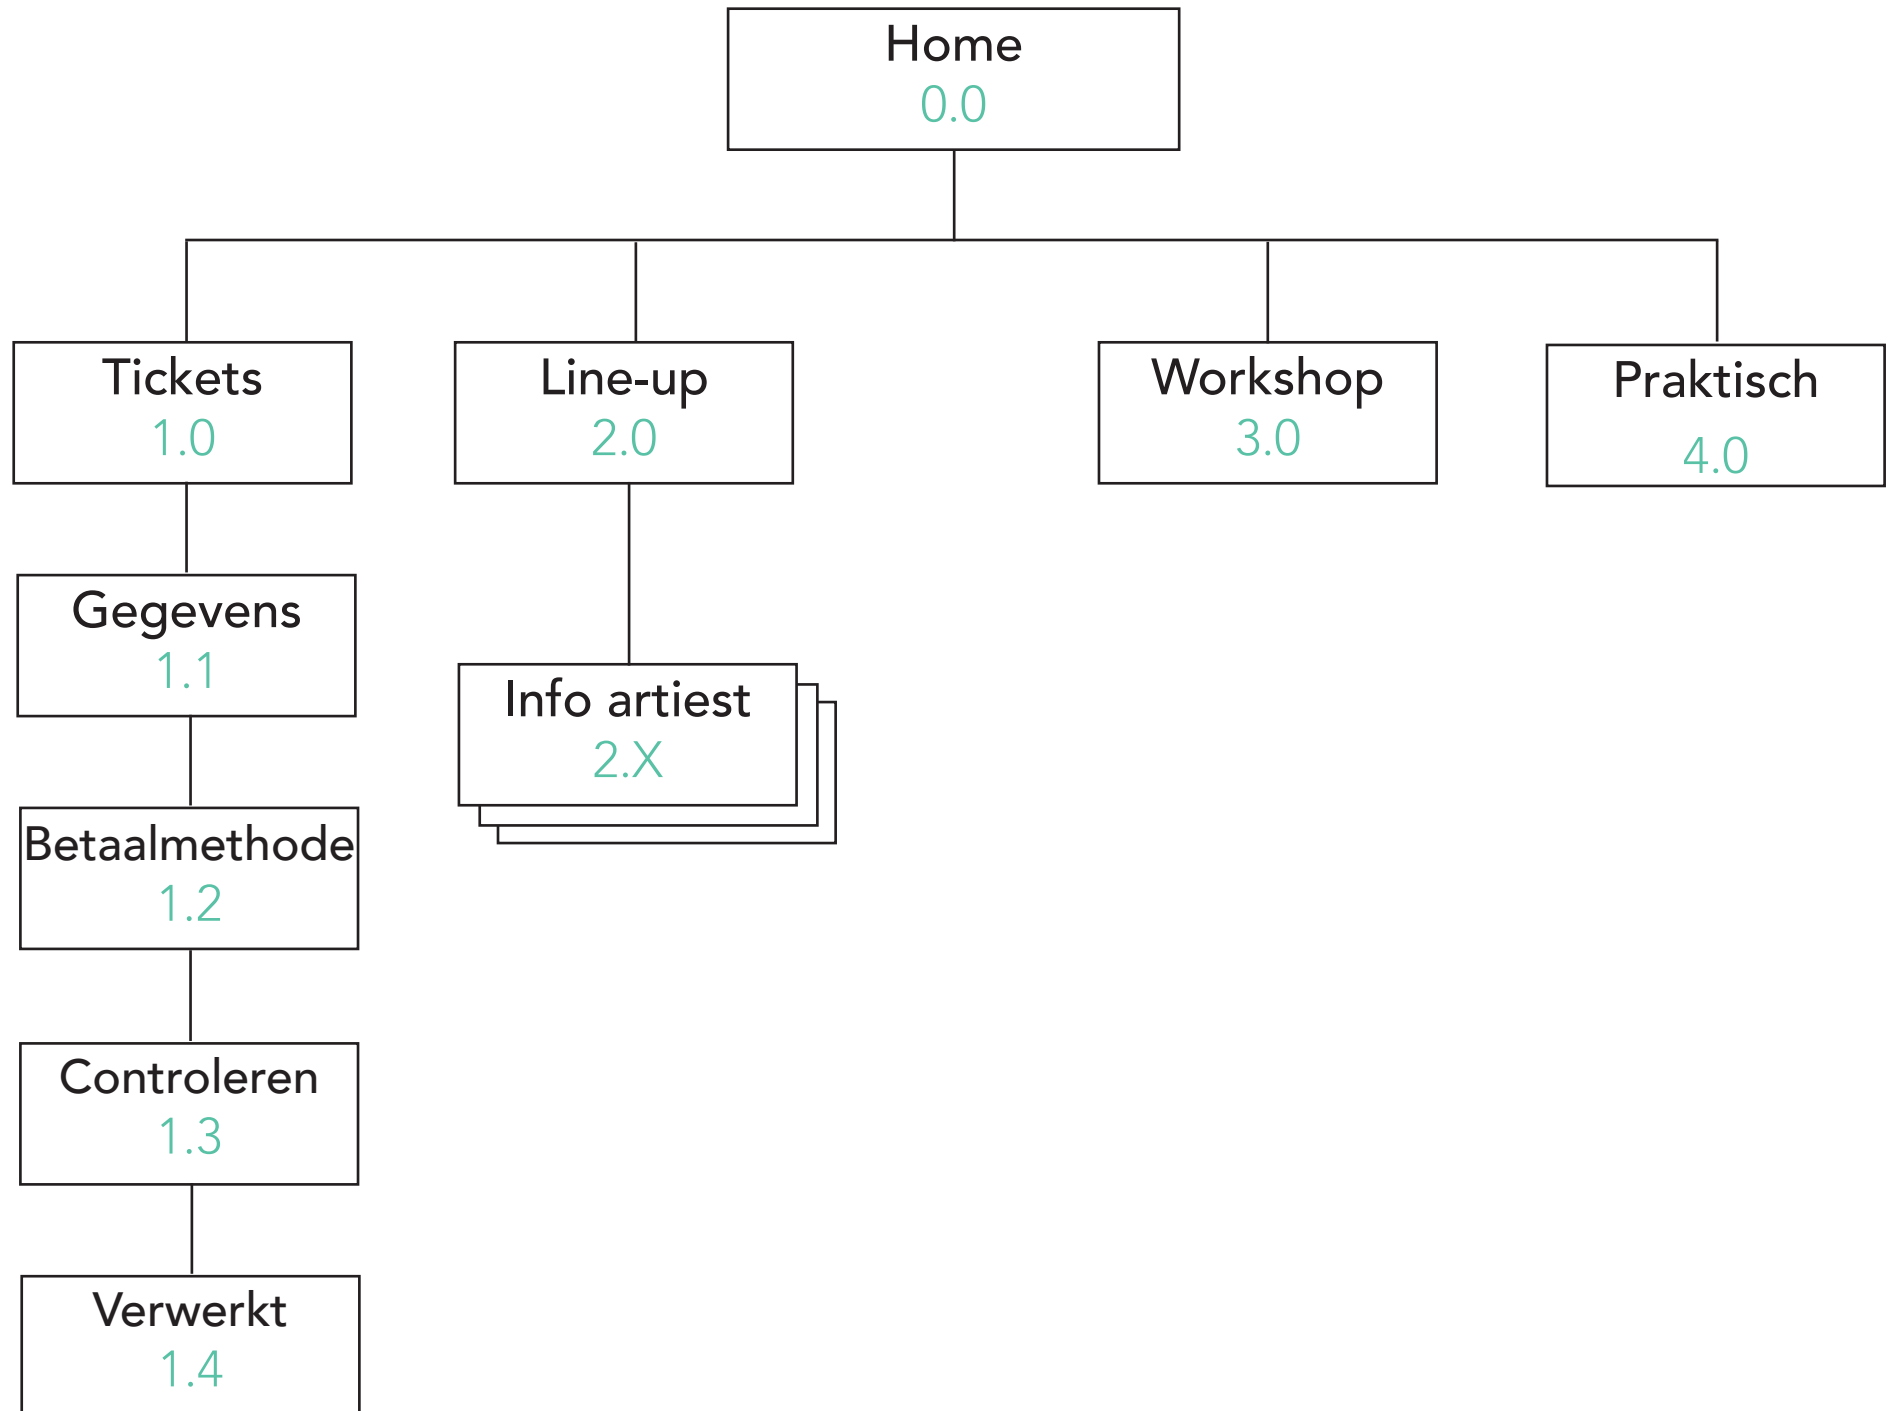 Home
0.0
Tickets
1.0
Line-up
2.0
Workshop
3.0
Praktisch
4.0
Gegevens
1.1
Info artiest
2.X
Betaalmethode
1.2
Controleren
1.3
Verwerkt
1.4